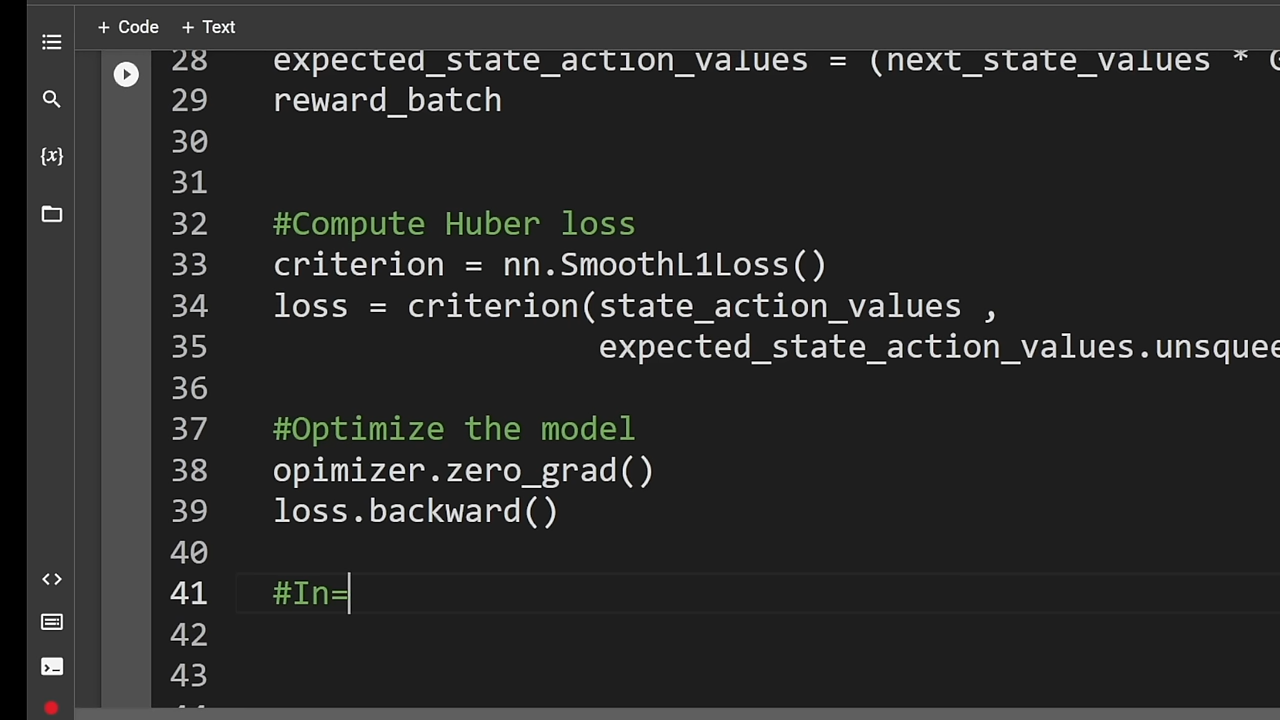 + Code + Text
28 expected_state_action_values = (next_state_values *
29 reward_batch
30
31
32 #Compute Huber loss
33 criterion = nn.SmoothL1Loss()
34 loss = criterion(state_action_values ,
35 expected_state_action_values.unsquee
36
37 #Optimize the model
38 opimizer.zero_grad()
39 loss.backward()
40
41 #In=
42
43